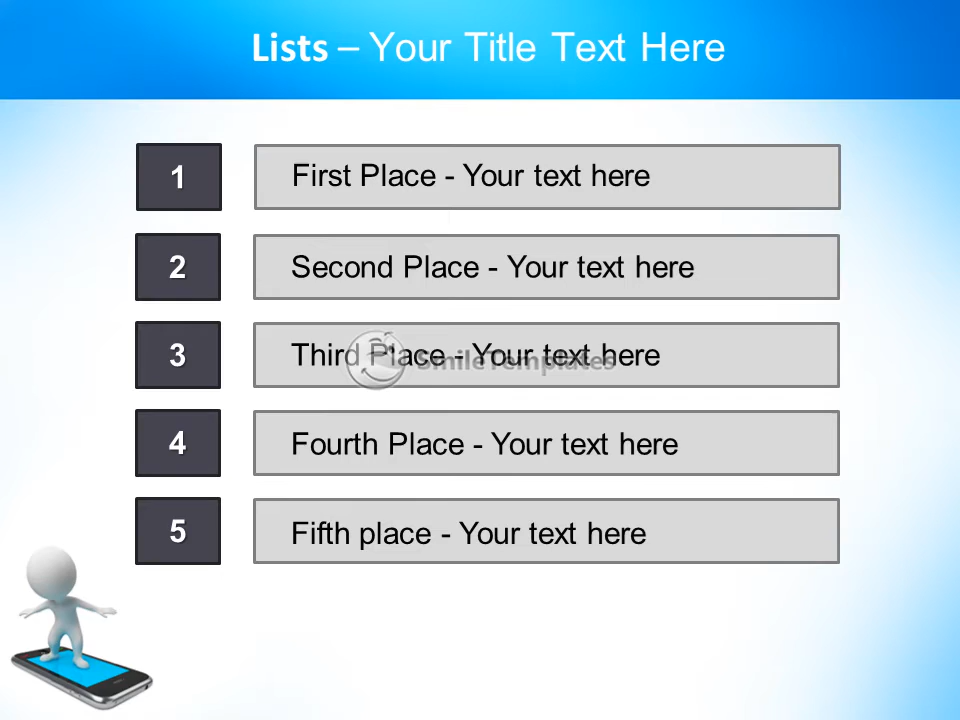 Lists – Your Title Text Here
1 First Place - Your text here
2 Second Place - Your text here
3 Third Place - Your text here
SmileTemplates
4 Fourth Place - Your text here
5 Fifth place - Your text here